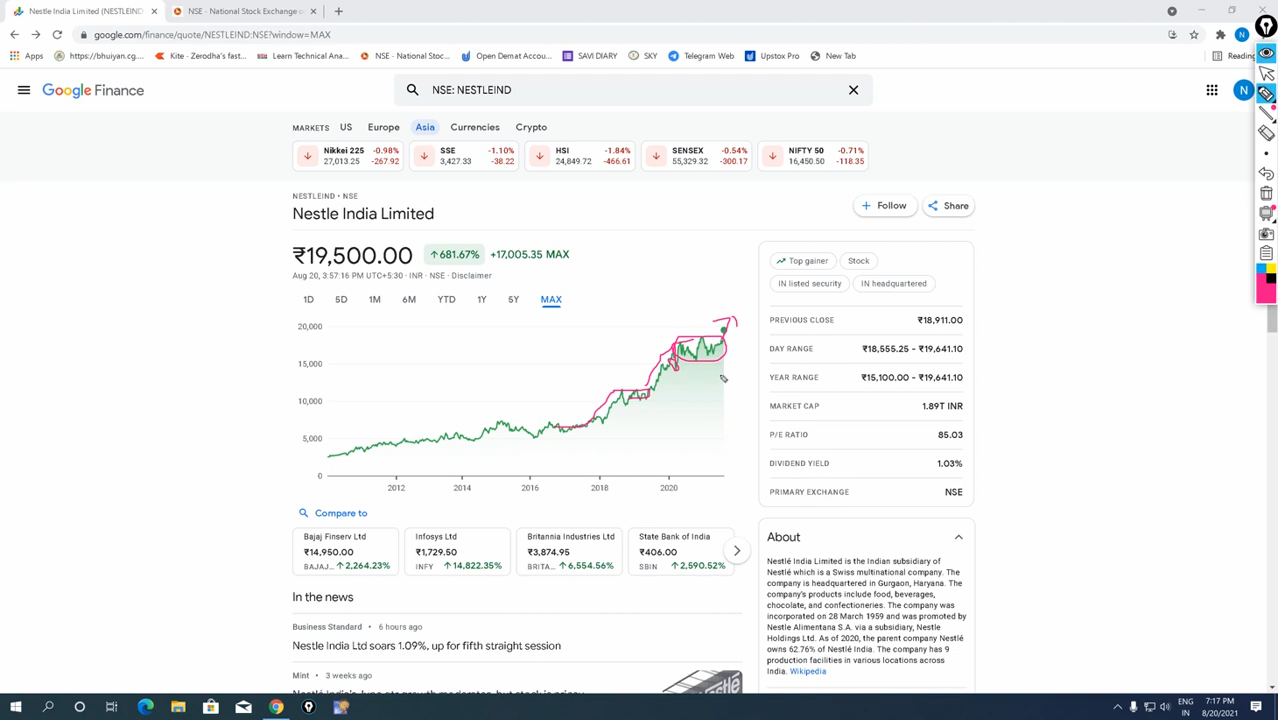 Nestle India Limited (NESTLEIND:
NSE - National Stock Exchange o
google.com/finance/quote/NESTLEIND:NSE?window=MAX
Apps
https://bhuiyan.cg....
Kite - Zerodha's fast...
Learn Technical Ana...
NSE - National Stoc...
Open Demat Accou...
SAVI DIARY
SKY
Telegram Web
Upstox Pro
New Tab
Reading
Google Finance
NSE: NESTLEIND
N
MARKETS US Europe Asia Currencies Crypto
Nikkei 225 -0.98%
27,013.25 -267.92
SSE -1.10%
3,427.33 -38.22
HSI -1.84%
24,849.72 -466.61
SENSEX -0.54%
55,329.32 -300.17
NIFTY 50 -0.71%
16,450.50 -118.35
NESTLEIND • NSE
Nestle India Limited
Follow
Share
₹19,500.00 ↑681.67% +17,005.35 MAX
Aug 20, 3:57:16 PM UTC+5:30 · INR · NSE · Disclaimer
1D 5D 1M 6M YTD 1Y 5Y MAX
20,000
15,000
10,000
5,000
0
2012 2014 2016 2018 2020
Top gainer
Stock
IN listed security
IN headquartered
PREVIOUS CLOSE ₹18,911.00
DAY RANGE ₹18,555.25 - ₹19,641.10
YEAR RANGE ₹15,100.00 - ₹19,641.10
MARKET CAP 1.89T INR
P/E RATIO 85.03
DIVIDEND YIELD 1.03%
PRIMARY EXCHANGE NSE
Compare to
Bajaj Finserv Ltd
₹14,950.00
BAJAJ... ↑2,264.23%
Infosys Ltd
₹1,729.50
INFY ↑14,822.35%
Britannia Industries Ltd
₹3,874.95
BRITA... ↑6,554.56%
State Bank of India
₹406.00
SBIN ↑2,590.52%
About
Nestlé India Limited is the Indian subsidiary of
Nestlé which is a Swiss multinational company. The
company is headquartered in Gurgaon, Haryana. The
company's products include food, beverages,
chocolate, and confectioneries. The company was
incorporated on 28 March 1959 and was promoted by
Nestle Alimentana S.A. via a subsidiary, Nestle
Holdings Ltd. As of 2020, the parent company Nestlé
owns 62.76% of Nestlé India. The company has 9
production facilities in various locations across
India. Wikipedia
In the news
Business Standard • 6 hours ago
Nestle India Ltd soars 1.09%, up for fifth straight session
Mint • 3 weeks ago
ENG
IN
7:17 PM
8/20/2021